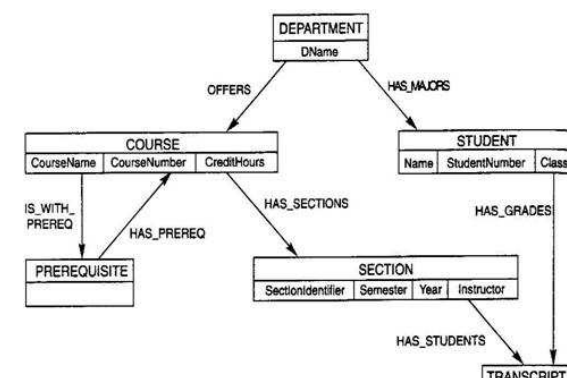 DEPARTMENT
DName
OFFERS
HAS_MAJORS
COURSE
CourseName CourseNumber CreditHours
STUDENT
Name StudentNumber Class
IS_WITH_
PREREQ
HAS_PREREQ
HAS_SECTIONS
HAS_GRADES
PREREQUISITE
SECTION
SectionIdentifier Semester Year Instructor
HAS_STUDENTS
TRANSCRIPT